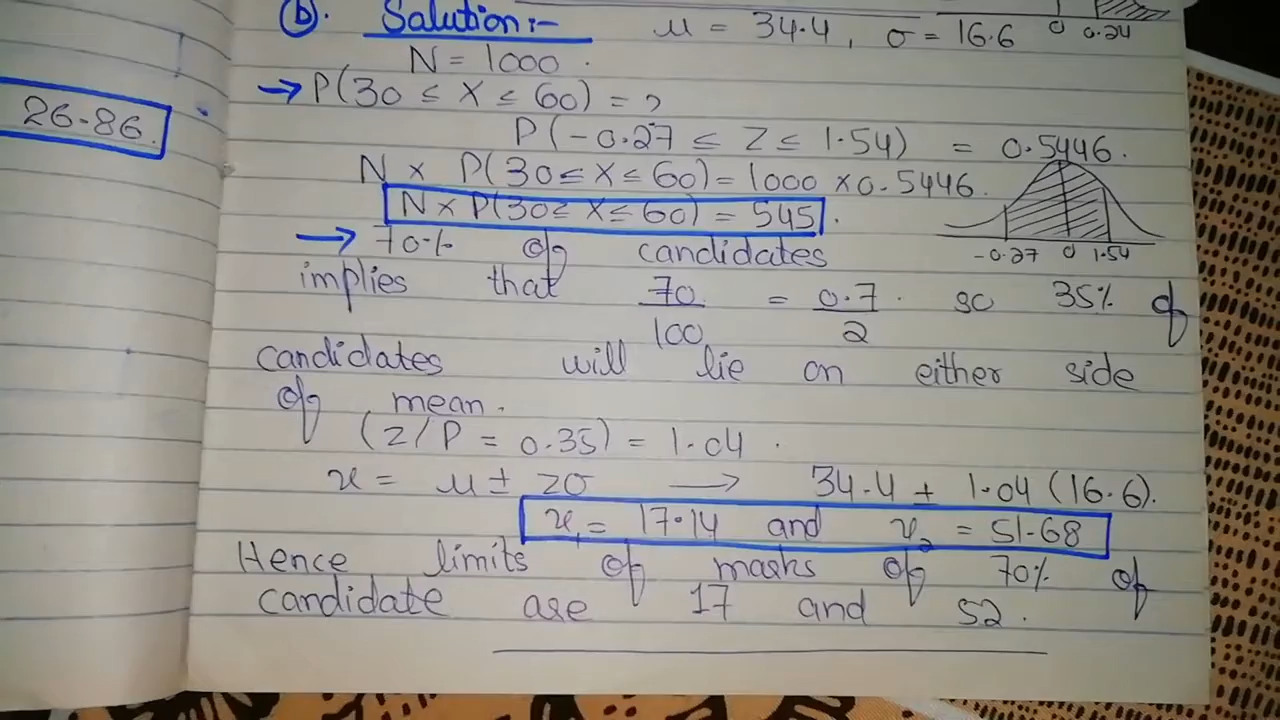 (b). Solution:-
μ = 34.4, σ = 16.6
0 0.24
N = 1000.
→ P(30 ≤ X ≤ 60) = ?
26.86.
P(-0.27 ≤ Z ≤ 1.54) = 0.5446.
N × P(30 ≤ X ≤ 60) = 1000 × 0.5446.
N × P(30 ≤ X ≤ 60) = 545.
-0.27 0 1.54
→ 70% of candidates
implies that 70/100 = 0.7/2. so 35% of
candidates will lie on either side
of mean.
(Z/P = 0.35) = 1.04.
x = μ ± zσ → 34.4 ± 1.04 (16.6).
x₁ = 17.14 and x₂ = 51.68
Hence limits of marks of 70% of
candidate are 17 and 52.